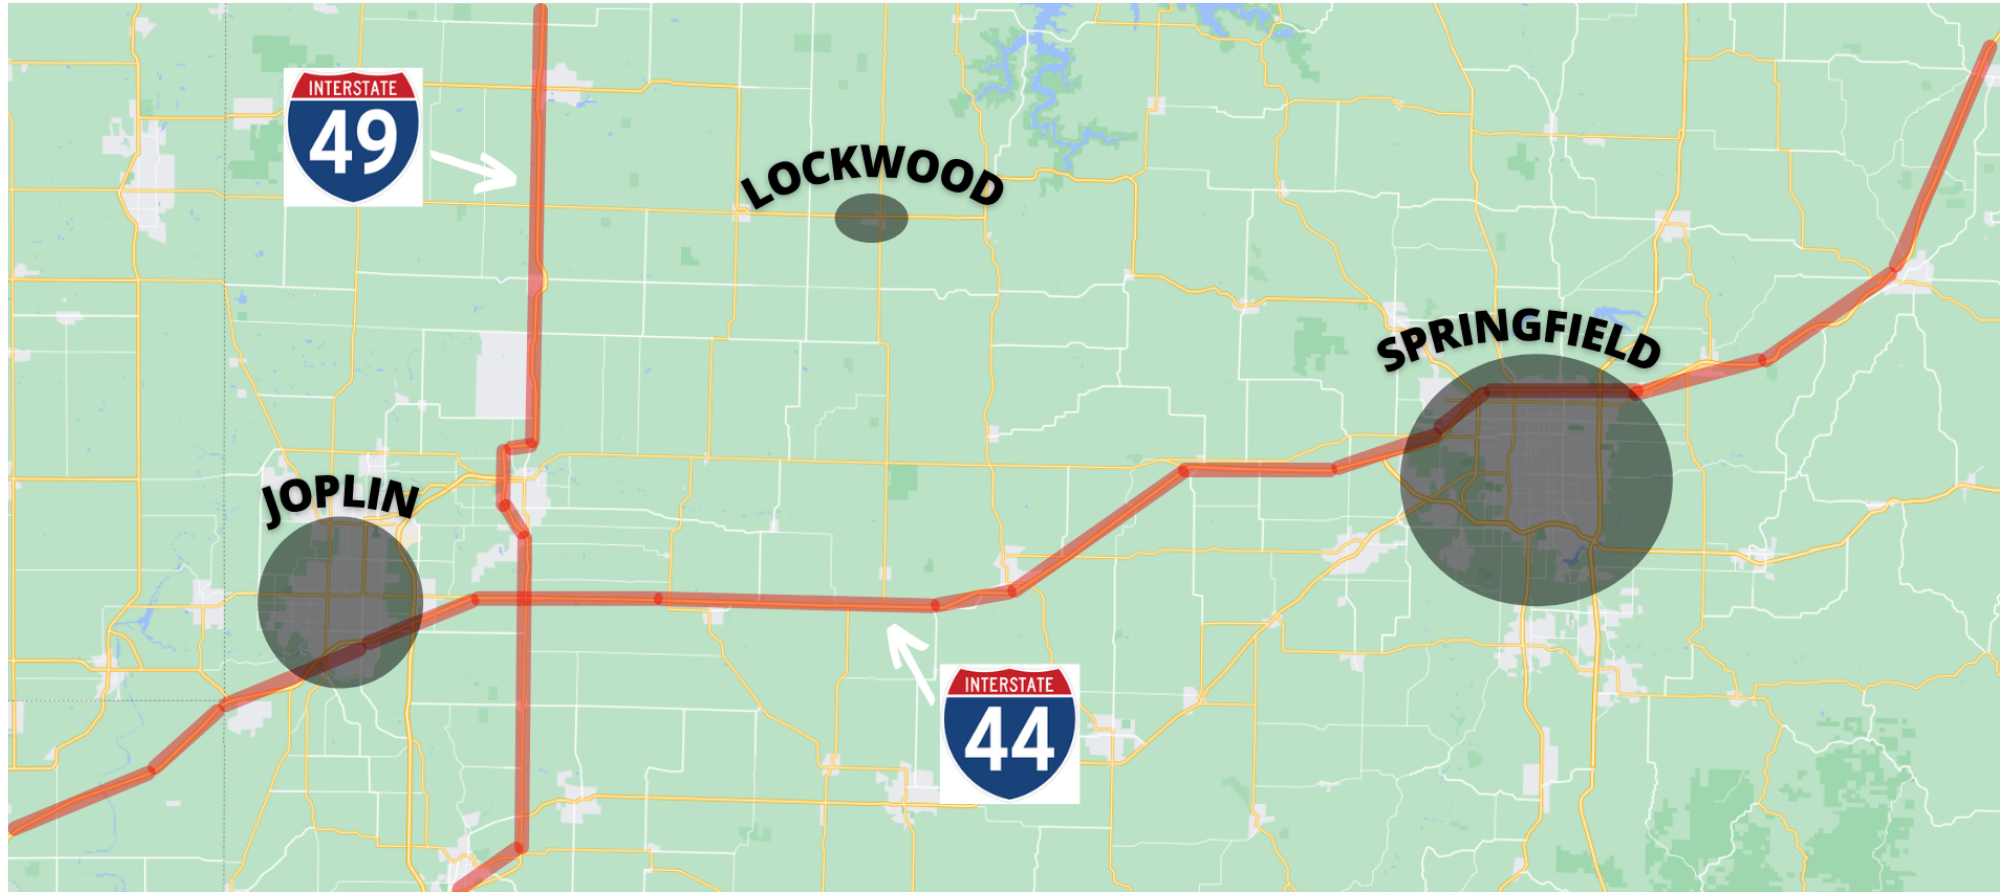 INTERSTATE
49
LOCKWOOD
SPRINGFIELD
JOPLIN
INTERSTATE
44